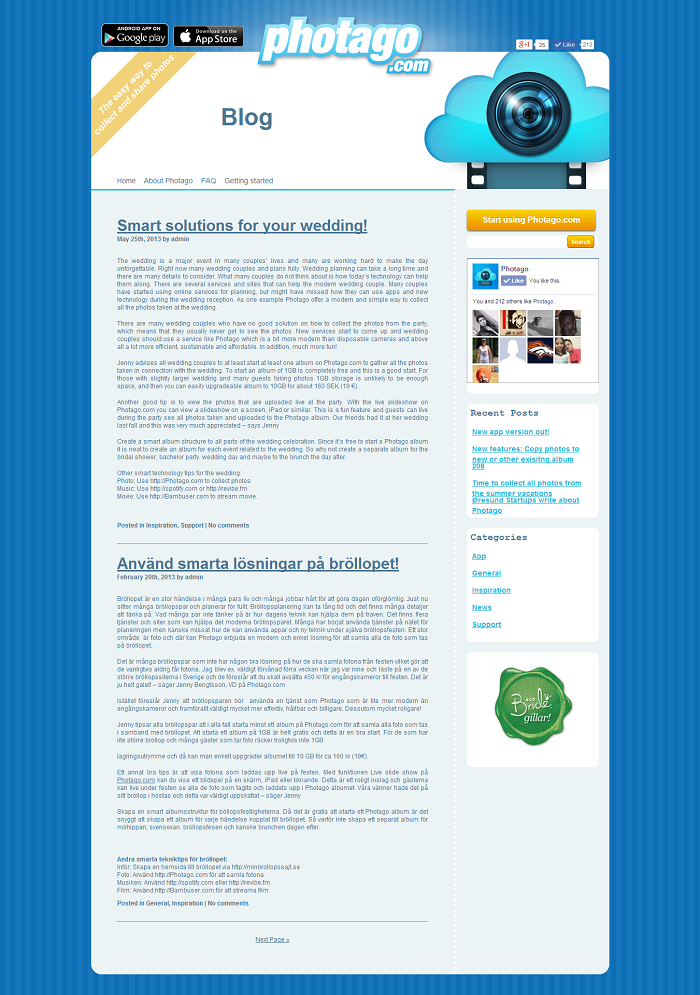 ANDROID APP ON
Google play
Download on the
App Store
photago
.com
g+1 25 Like 213
The easy way to
collect and share photos
Blog
Home About Photago FAQ Getting started
Smart solutions for your wedding!
May 25th, 2013 by admin
The wedding is a major event in many couples' lives and many are working hard to make the day
unforgettable. Right now many wedding couples and plans fully. Wedding planning can take a long time and
there are many details to consider. What many couples do not think about is how today's technology can help
them along. There are several services and sites that can help the modern wedding couple. Many couples
have started using online services for planning, but might have missed how they can use apps and new
technology during the wedding reception. As one example Photago offer a modern and simple way to collect
all the photos taken at the wedding.
There are many wedding couples who have no good solution on how to collect the photos from the party,
which means that they usually never get to see the photos. New services start to come up and wedding
couples should use a service like Photago which is a bit more modern than disposable cameras and above
all a lot more efficient, sustainable and affordable. In addition, much more fun!
Jenny advises all wedding couples to at least start at least one album on Photago.com to gather all the photos
taken in connection with the wedding. To start an album of 1GB is completely free and this is a good start. For
those with slightly larger wedding and many guests taking photos 1GB storage is unlikely to be enough
space, and then you can easily upgradeable album to 10GB for about 160 SEK (19 €).
Another good tip is to view the photos that are uploaded live at the party. With the live slideshow on
Photago.com you can view a slideshow on a screen, iPad or similar. This is a fun feature and guests can live
during the party see all photos taken and uploaded to the Photago album. Our friends had it at her wedding
last fall and this was very much appreciated – says Jenny
Create a smart album structure to all parts of the wedding celebration. Since it's free to start a Photago album
it is neat to create an album for each event related to the wedding. So why not create a separate album for the
bridal shower, bachelor party, wedding day and maybe to the brunch the day after.
Other smart technology tips for the wedding:
Photo: Use http://Photago.com to collect photos
Music: Use http://spotify.com or http://revibe.fm
Movie: Use http://Bambuser.com to stream movie.
Posted in Inspiration, Support | No comments
Använd smarta lösningar på bröllopet!
February 20th, 2013 by admin
Bröllopet är en stor händelse i många pars liv och många jobbar hårt för att göra dagen oförglömlig. Just nu
sitter många bröllopspar och planerar för fullt. Bröllopsplanering kan ta lång tid och det finns många detaljer
att tänka på. Vad många par inte tänker på är hur dagens teknik kan hjälpa dem på traven. Det finns flera
tjänster och siter som kan hjälpa det moderna bröllopsparet. Många har börjat använda tjänster på nätet för
planeringen men kanske missat hur de kan använda appar och ny teknik under själva bröllopsfesten. Ett stor
område är foto och där kan Photago erbjuda en modern och enkel lösning för att samla alla de foto som tas
på bröllopet.
Det är många bröllopspar som inte har någon bra lösning på hur de ska samla fotona från festen vilket gör att
de vanligtvis aldrig får fotona. Jag blev ex. väldigt förvånad förra veckan när jag var inne och läste på en av de
större bröllopssiterna i Sverige och de föreslår att du skall avsätta 450 kr för engångskameror till festen. Det är
ju helt galet! – säger Jenny Bengtsson, VD på Photago.com
Istället föreslår Jenny att bröllopsparen bör använda en tjänst som Photago som är lite mer modern än
engångskameror och framförallt väldigt mycket mer effektiv, hållbar och billigare. Dessutom mycket roligare!
Jenny tipsar alla bröllopspar att i alla fall starta minst ett album på Photago.com för att samla alla foto som tas
i samband med bröllopet. Att starta ett album på 1GB är helt gratis och detta är en bra start. För de som har
lite större bröllop och många gäster som tar foto räcker troligtvis inte 1GB
lagringsutrymme och då kan man enkelt uppgrader albumet till 10 GB för ca 160 kr (19€).
Ett annat bra tips är att visa fotona som laddas upp live på festen. Med funktionen Live slide show på
Photago.com kan du visa ett bildspel på en skärm, iPad eller liknande. Detta är ett roligt inslag och gästerna
kan live under festen se alla de foto som tagits och laddats upp i Photago albumet. Våra vänner hade det på
sitt bröllop i höstas och detta var väldigt uppskattat – säger Jenny
Skapa en smart albumsstruktur för böllopsfestligheterna. Då det är gratis att starta ett Photago album är det
snyggt att skapa ett album för varje händelse kopplat till bröllopet. Så varför inte skapa ett separat album för
möhippan, svensexan, bröllopsfesen och kanske brunchen dagen efter.
Andra smarta tekniktips för bröllopet:
Inför: Skapa en hemsida till bröllopet via http://minbrollopssajt.se
Foto: Använd http://Photago.com för att samla fotona
Musiken: Använd http://spotify.com eller http://revibe.fm
Film: Använd http://Bambuser.com för att streama film.
Posted in General, Inspiration | No comments
Next Page »
Start using Photago.com
Search
Photago
Like You like this.
You and 212 others like Photago.
Recent Posts
New app version out!
New features: Copy photos to
new or other exisitng album
208
Time to collect all photos from
the summer vacations
Øresund Startups write about
Photago
Categories
App
General
Inspiration
News
Support
eco
Bride
gillar!